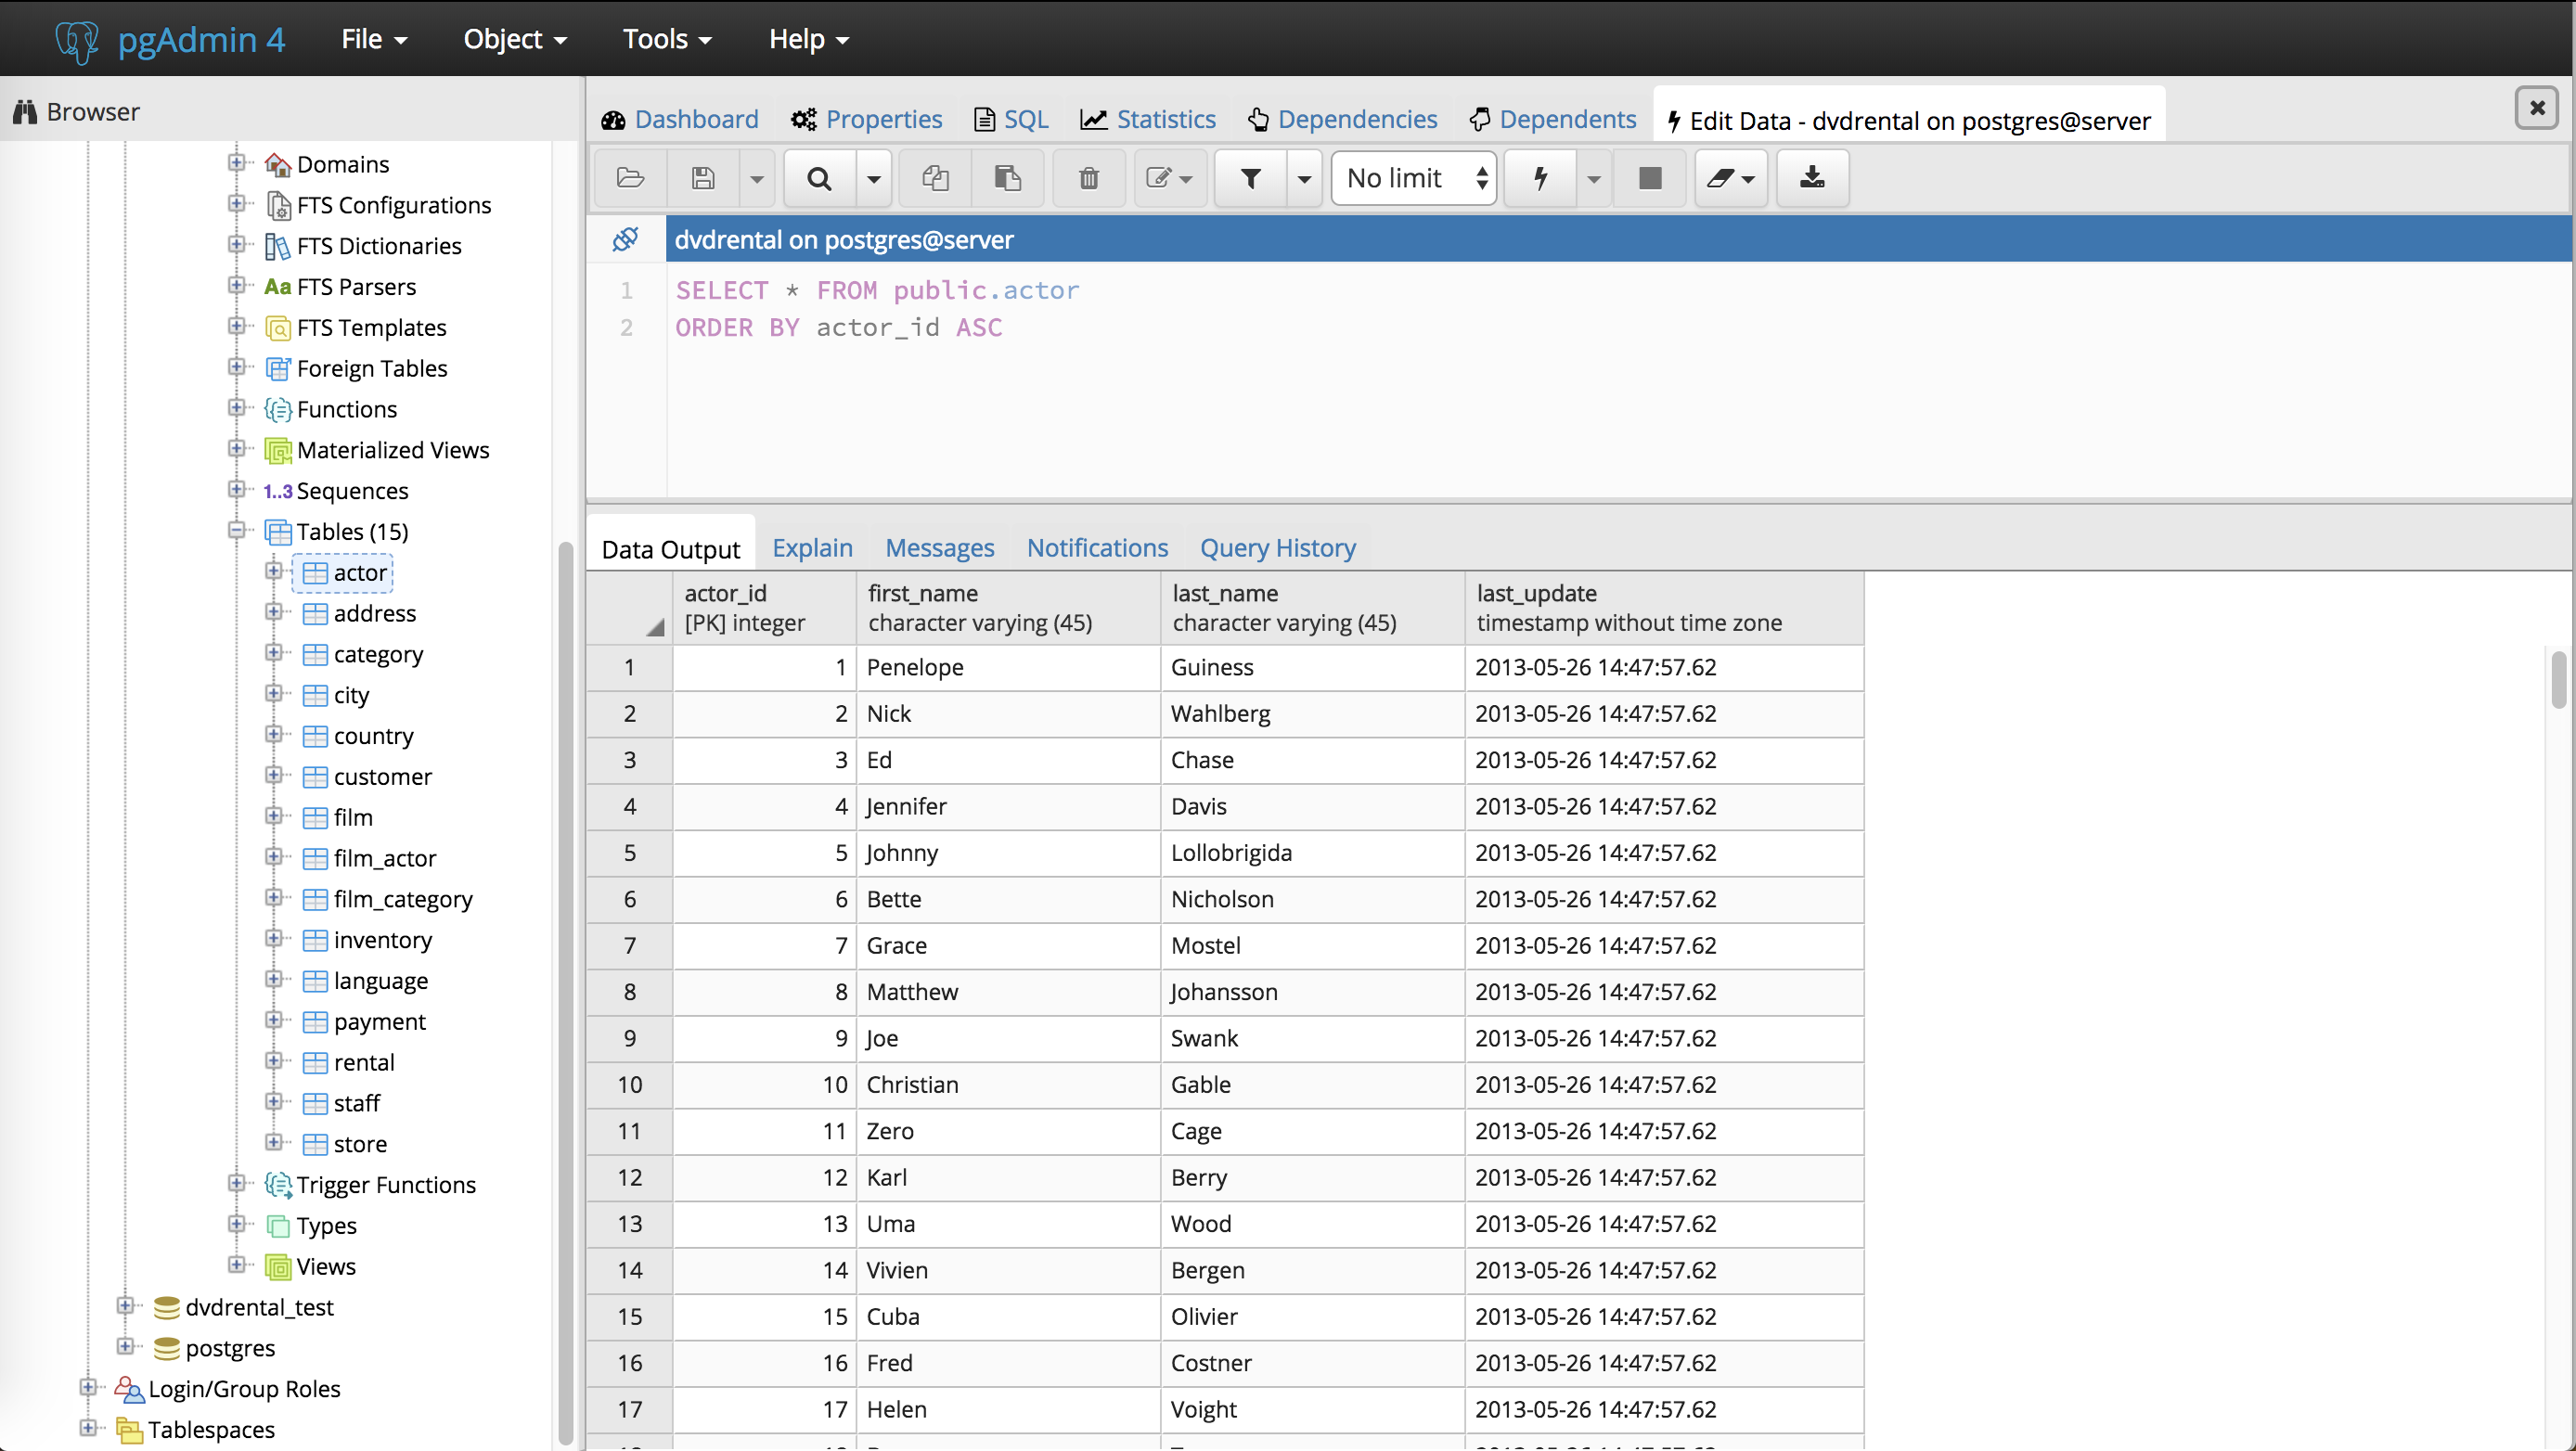 pgAdmin 4 File Object Tools Help
Browser
Domains
FTS Configurations
FTS Dictionaries
Aa FTS Parsers
FTS Templates
Foreign Tables
Functions
Materialized Views
1..3 Sequences
Tables (15)
actor
address
category
city
country
customer
film
film_actor
film_category
inventory
language
payment
rental
staff
store
Trigger Functions
Types
Views
dvdrental_test
postgres
Login/Group Roles
Tablespaces
Dashboard Properties SQL Statistics Dependencies Dependents Edit Data - dvdrental on postgres@server
No limit
dvdrental on postgres@server
1 SELECT * FROM public.actor
2 ORDER BY actor_id ASC
Data Output Explain Messages Notifications Query History
actor_id first_name last_name last_update
[PK] integer character varying (45) character varying (45) timestamp without time zone
1 1 Penelope Guiness 2013-05-26 14:47:57.62
2 2 Nick Wahlberg 2013-05-26 14:47:57.62
3 3 Ed Chase 2013-05-26 14:47:57.62
4 4 Jennifer Davis 2013-05-26 14:47:57.62
5 5 Johnny Lollobrigida 2013-05-26 14:47:57.62
6 6 Bette Nicholson 2013-05-26 14:47:57.62
7 7 Grace Mostel 2013-05-26 14:47:57.62
8 8 Matthew Johansson 2013-05-26 14:47:57.62
9 9 Joe Swank 2013-05-26 14:47:57.62
10 10 Christian Gable 2013-05-26 14:47:57.62
11 11 Zero Cage 2013-05-26 14:47:57.62
12 12 Karl Berry 2013-05-26 14:47:57.62
13 13 Uma Wood 2013-05-26 14:47:57.62
14 14 Vivien Bergen 2013-05-26 14:47:57.62
15 15 Cuba Olivier 2013-05-26 14:47:57.62
16 16 Fred Costner 2013-05-26 14:47:57.62
17 17 Helen Voight 2013-05-26 14:47:57.62